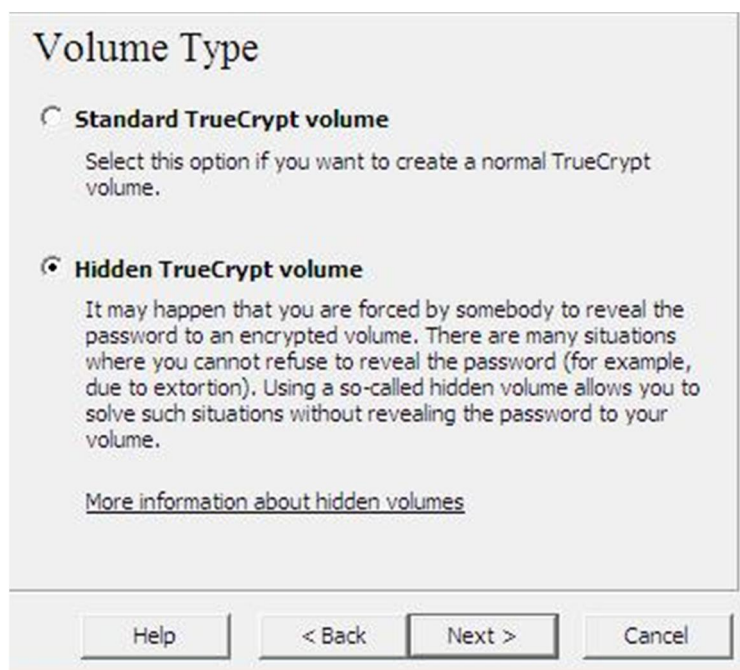 Volume Type
Standard TrueCrypt volume
Select this option if you want to create a normal TrueCrypt
volume.
Hidden TrueCrypt volume
It may happen that you are forced by somebody to reveal the
password to an encrypted volume. There are many situations
where you cannot refuse to reveal the password (for example,
due to extortion). Using a so-called hidden volume allows you to
solve such situations without revealing the password to your
volume.
More information about hidden volumes
Help < Back Next > Cancel